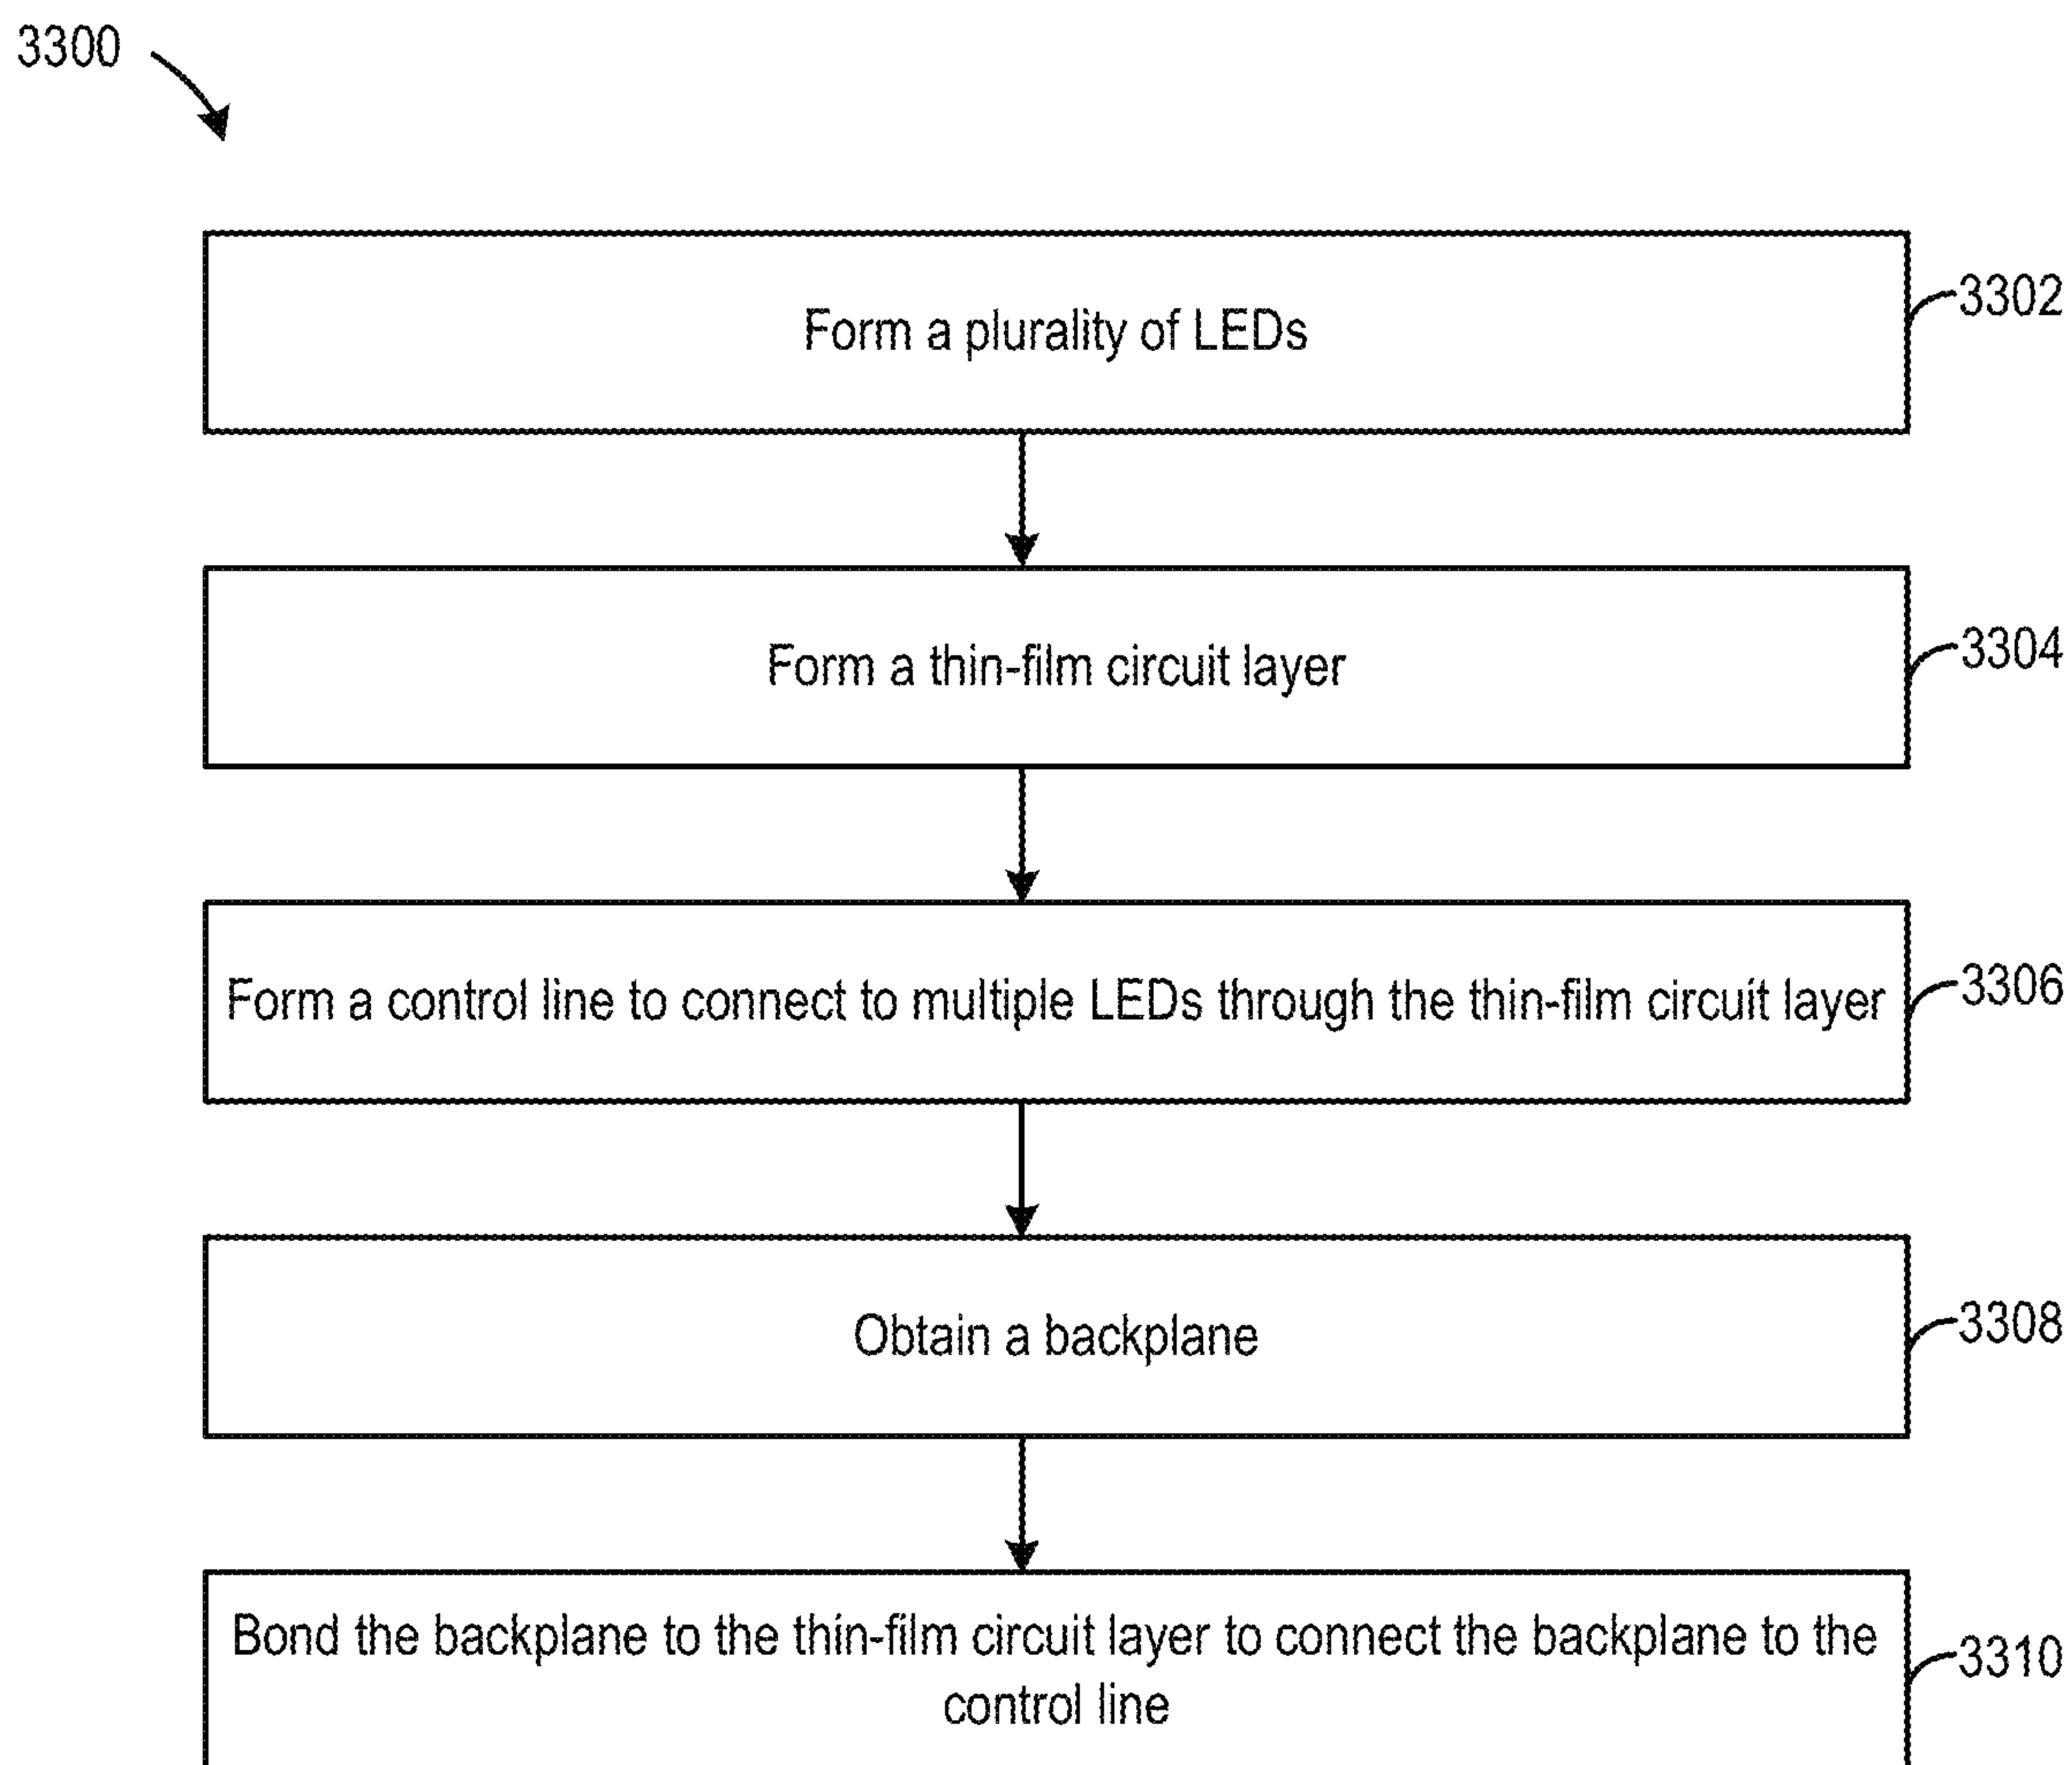 3300
Form a plurality of LEDs
3302
Form a thin-film circuit layer
3304
Form a control line to connect to multiple LEDs through the thin-film circuit layer
3306
Obtain a backplane
3308
Bond the backplane to the thin-film circuit layer to connect the backplane to the
control line
3310